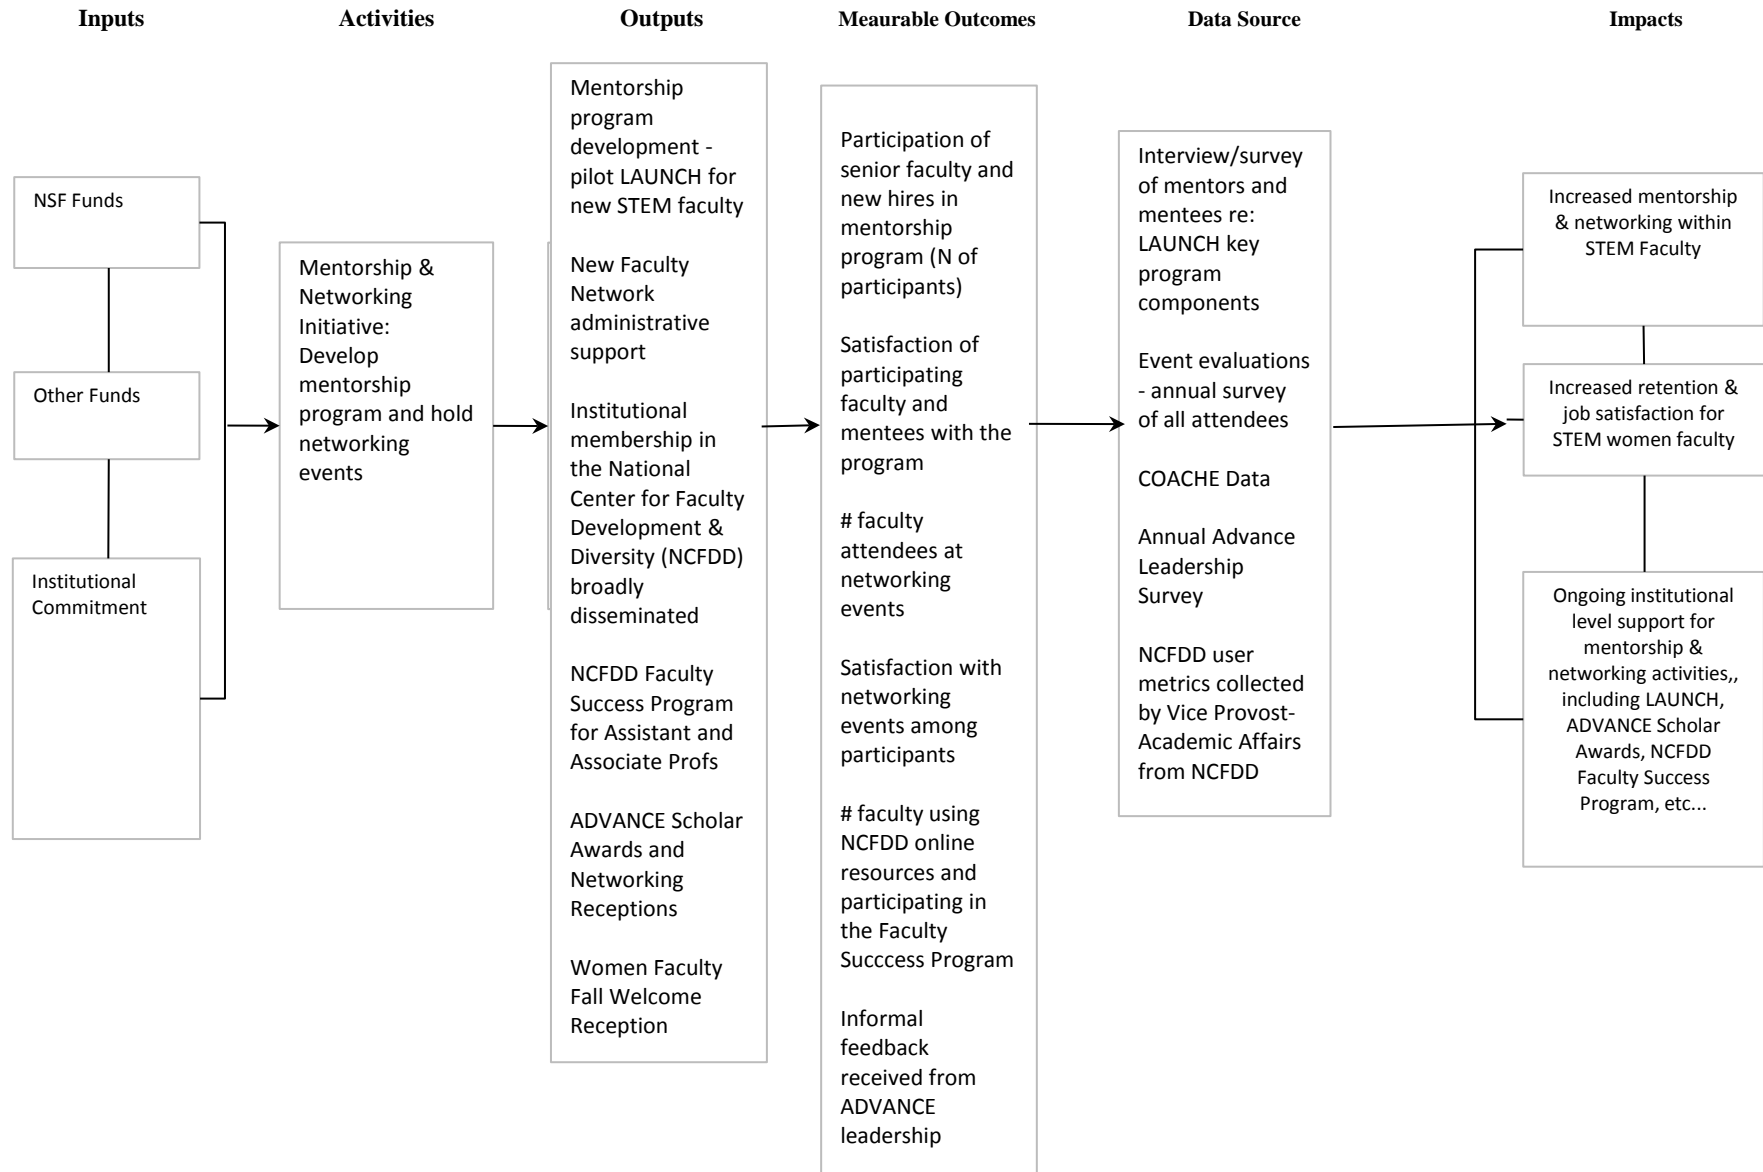 Inputs
Activities
Outputs
Meaurable Outcomes
Data Source
Impacts
NSF Funds
Other Funds
Institutional
Commitment
Mentorship &
Networking
Initiative:
Develop
mentorship
program and hold
networking
events
Mentorship
program
development -
pilot LAUNCH for
new STEM faculty
New Faculty
Network
administrative
support
Institutional
membership in
the National
Center for Faculty
Development &
Diversity (NCFDD)
broadly
disseminated
NCFDD Faculty
Success Program
for Assistant and
Associate Profs
ADVANCE Scholar
Awards and
Networking
Receptions
Women Faculty
Fall Welcome
Reception
Participation of
senior faculty and
new hires in
mentorship
program (N of
participants)
Satisfaction of
participating
faculty and
mentees with the
program
# faculty
attendees at
networking
events
Satisfaction with
networking
events among
participants
# faculty using
NCFDD online
resources and
participating in
the Faculty
Succcess Program
Informal
feedback
received from
ADVANCE
leadership
Interview/survey
of mentors and
mentees re:
LAUNCH key
program
components
Event evaluations
- annual survey
of all attendees
COACHE Data
Annual Advance
Leadership
Survey
NCFDD user
metrics collected
by Vice Provost-
Academic Affairs
from NCFDD
Increased mentorship
& networking within
STEM Faculty
Increased retention &
job satisfaction for
STEM women faculty
Ongoing institutional
level support for
mentorship &
networking activities,,
including LAUNCH,
ADVANCE Scholar
Awards, NCFDD
Faculty Success
Program, etc...